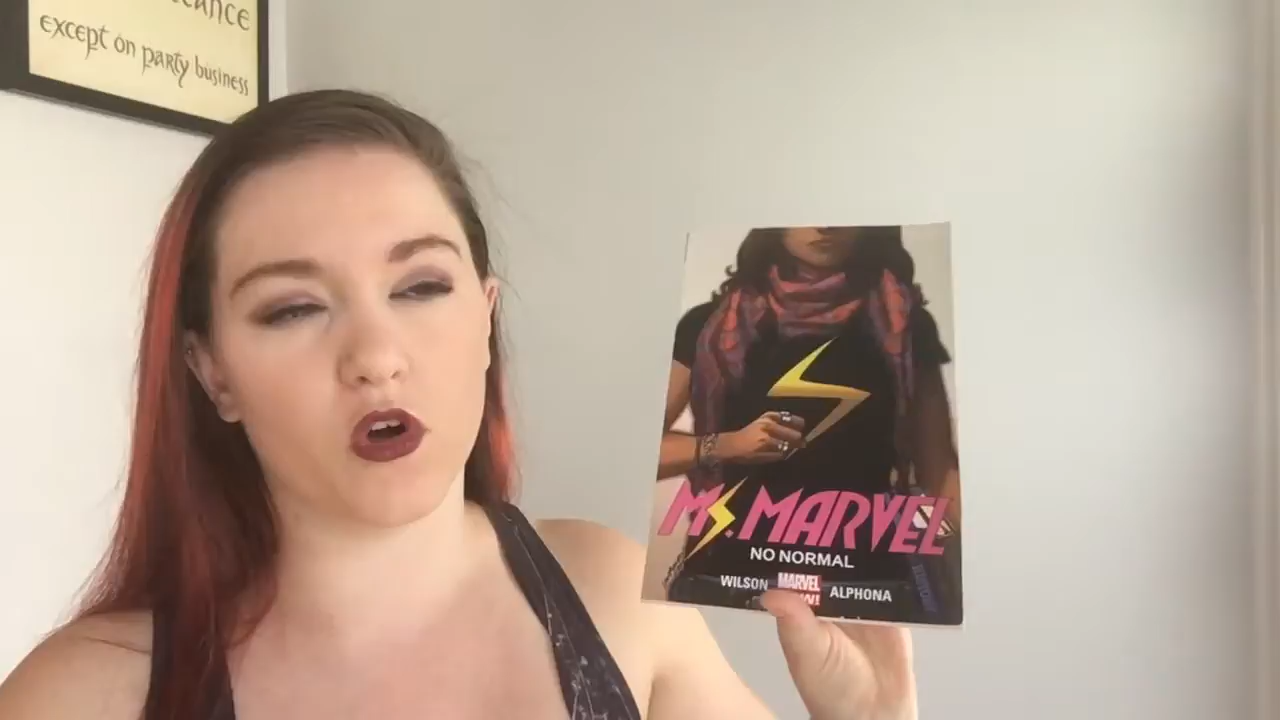 except on party business
MS. MARVEL
NO NORMAL
WILSON MARVEL ALPHONA